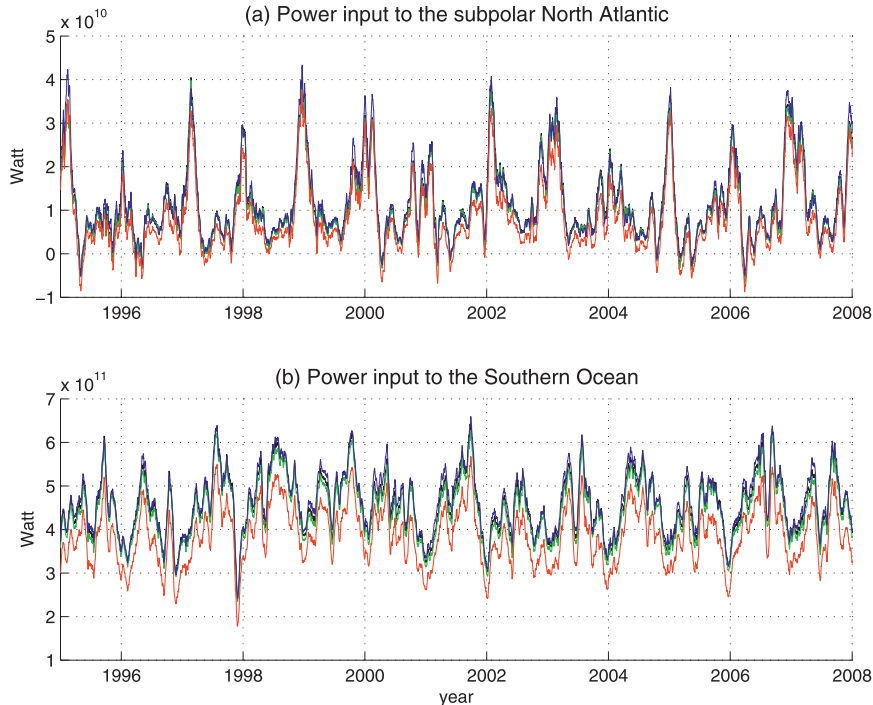 (a) Power input to the subpolar North Atlantic
x 10^10
5
4
3
2
1
0
−1
Watt
1996 1998 2000 2002 2004 2006 2008
(b) Power input to the Southern Ocean
x 10^11
7
6
5
4
3
2
1
Watt
1996 1998 2000 2002 2004 2006 2008
year